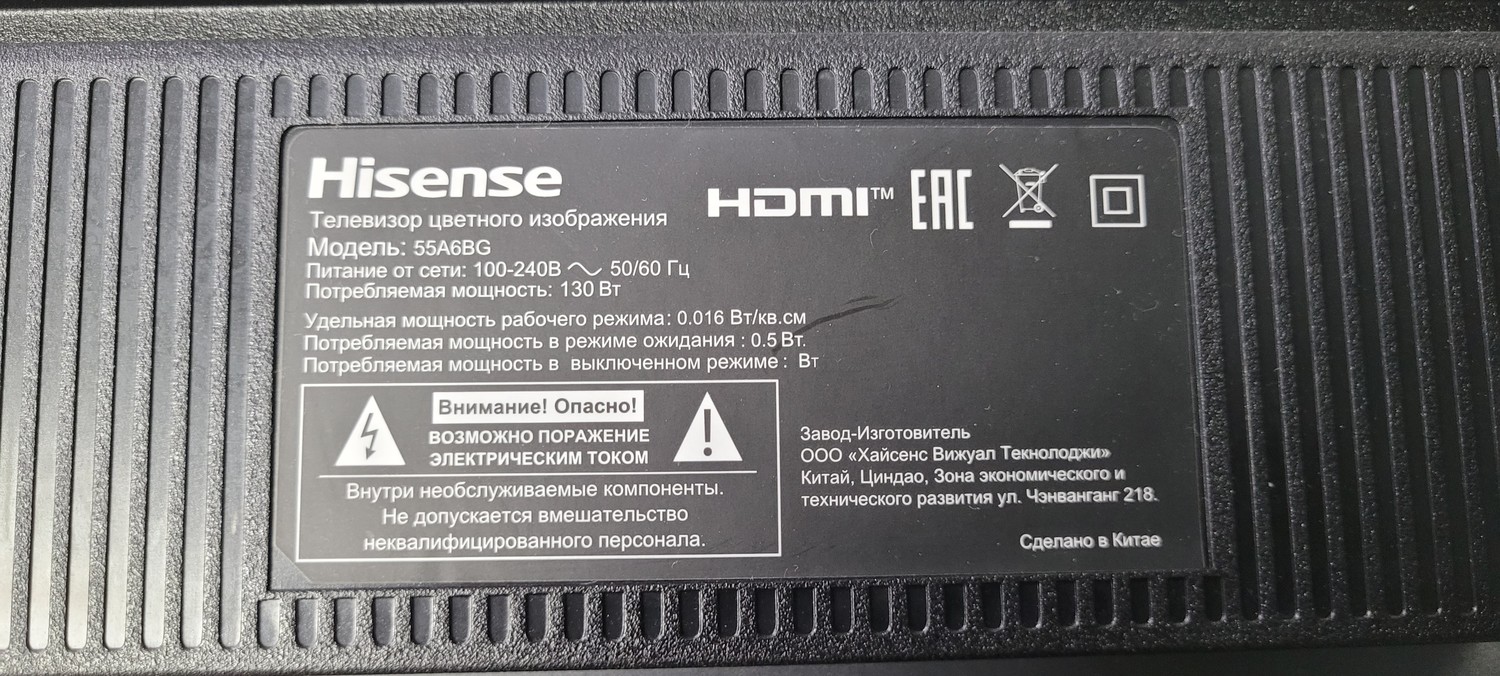 Hisense
HDMI™ EAC
Телевизор цветного изображения
Модель: 55A6BG
Питание от сети: 100-240В ~ 50/60 Гц
Потребляемая мощность: 130 Вт
Удельная мощность рабочего режима: 0.016 Вт/кв.см
Потребляемая мощность в режиме ожидания : 0.5 Вт.
Потребляемая мощность в выключенном режиме : Вт
Внимание! Опасно!
ВОЗМОЖНО ПОРАЖЕНИЕ
ЭЛЕКТРИЧЕСКИМ ТОКОМ
Внутри необслуживаемые компоненты.
Не допускается вмешательство
неквалифицированного персонала.
Завод-Изготовитель
ООО «Хайсенс Вижуал Текнолоджи»
Китай, Циндао, Зона экономического и
технического развития ул. Чэнванганг 218.
Сделано в Китае